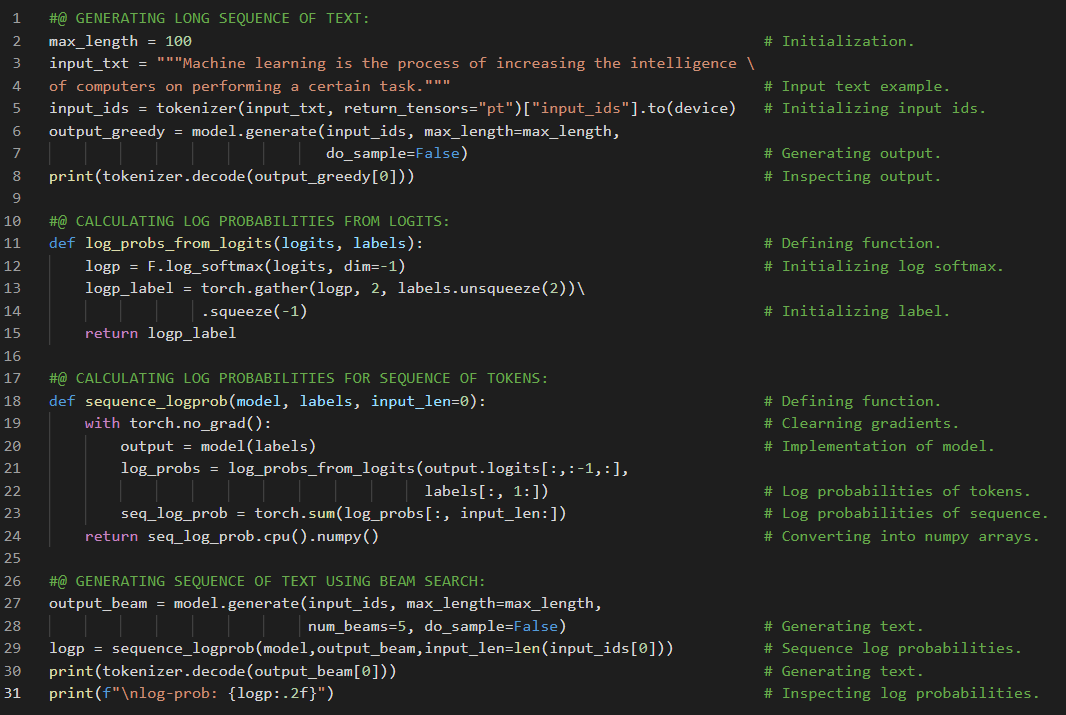 1 #@ GENERATING LONG SEQUENCE OF TEXT:
2 max_length = 100 # Initialization.
3 input_txt = """Machine learning is the process of increasing the intelligence \
4 of computers on performing a certain task.""" # Input text example.
5 input_ids = tokenizer(input_txt, return_tensors="pt")["input_ids"].to(device) # Initializing input ids.
6 output_greedy = model.generate(input_ids, max_length=max_length,
7 do_sample=False) # Generating output.
8 print(tokenizer.decode(output_greedy[0])) # Inspecting output.
9
10 #@ CALCULATING LOG PROBABILITIES FROM LOGITS:
11 def log_probs_from_logits(logits, labels): # Defining function.
12 logp = F.log_softmax(logits, dim=-1) # Initializing log softmax.
13 logp_label = torch.gather(logp, 2, labels.unsqueeze(2))\
14 .squeeze(-1) # Initializing label.
15 return logp_label
16
17 #@ CALCULATING LOG PROBABILITIES FOR SEQUENCE OF TOKENS:
18 def sequence_logprob(model, labels, input_len=0): # Defining function.
19 with torch.no_grad(): # Clearning gradients.
20 output = model(labels) # Implementation of model.
21 log_probs = log_probs_from_logits(output.logits[:,:-1,:],
22 labels[:, 1:]) # Log probabilities of tokens.
23 seq_log_prob = torch.sum(log_probs[:, input_len:]) # Log probabilities of sequence.
24 return seq_log_prob.cpu().numpy() # Converting into numpy arrays.
25
26 #@ GENERATING SEQUENCE OF TEXT USING BEAM SEARCH:
27 output_beam = model.generate(input_ids, max_length=max_length,
28 num_beams=5, do_sample=False) # Generating text.
29 logp = sequence_logprob(model,output_beam,input_len=len(input_ids[0])) # Sequence log probabilities.
30 print(tokenizer.decode(output_beam[0])) # Generating text.
31 print(f"\nlog-prob: {logp:.2f}") # Inspecting log probabilities.